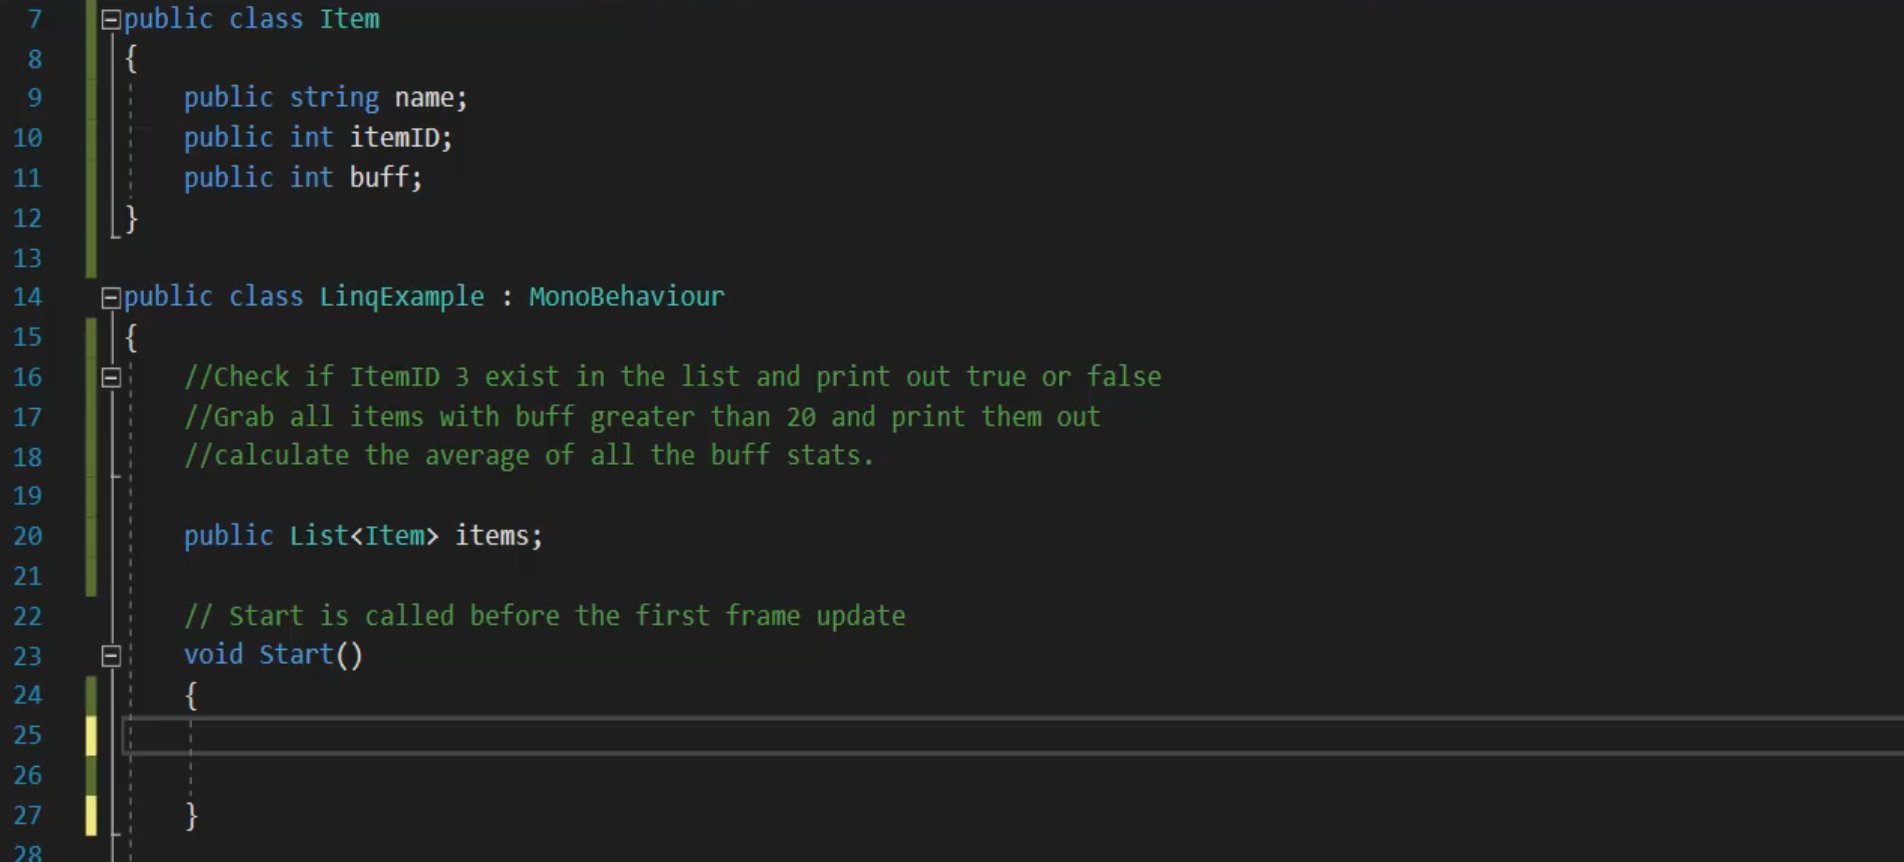 7 public class Item
8 {
9 public string name;
10 public int itemID;
11 public int buff;
12 }
13
14 public class LinqExample : MonoBehaviour
15 {
16 //Check if ItemID 3 exist in the list and print out true or false
17 //Grab all items with buff greater than 20 and print them out
18 //calculate the average of all the buff stats.
19
20 public List<Item> items;
21
22 // Start is called before the first frame update
23 void Start()
24 {
25
26
27 }
28